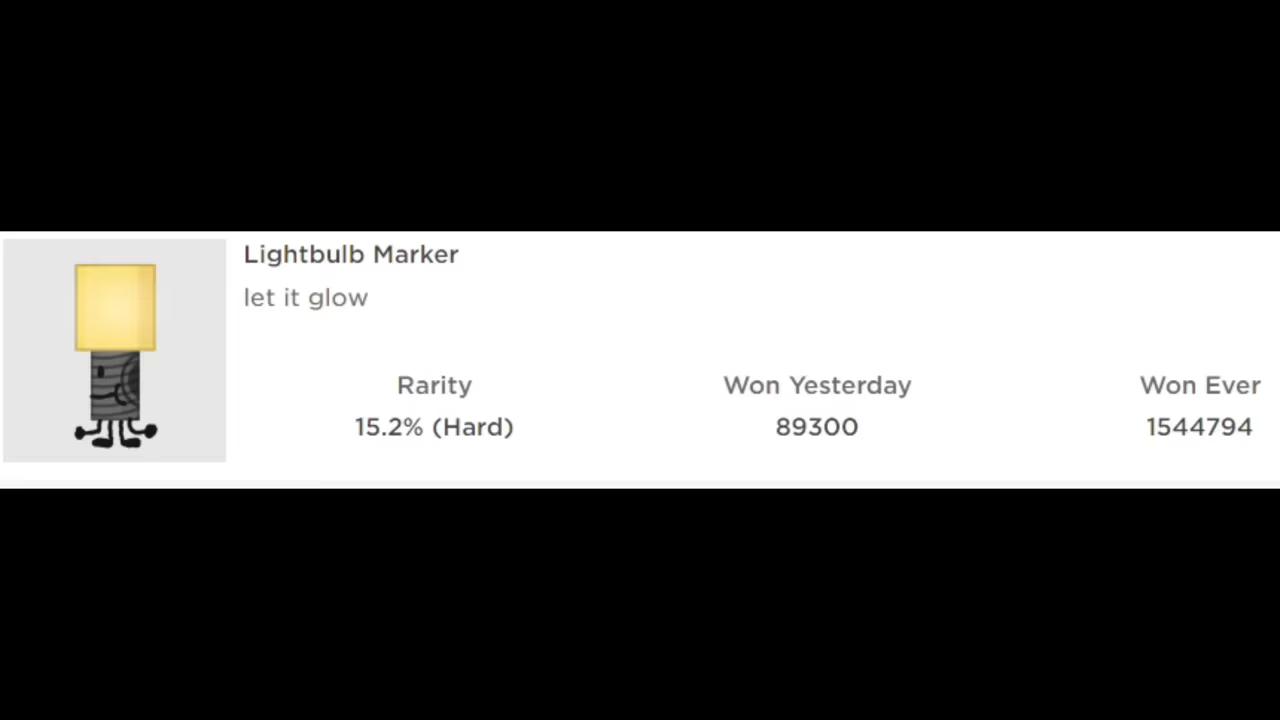 Lightbulb Marker
let it glow
Rarity Won Yesterday Won Ever
15.2% (Hard) 89300 1544794